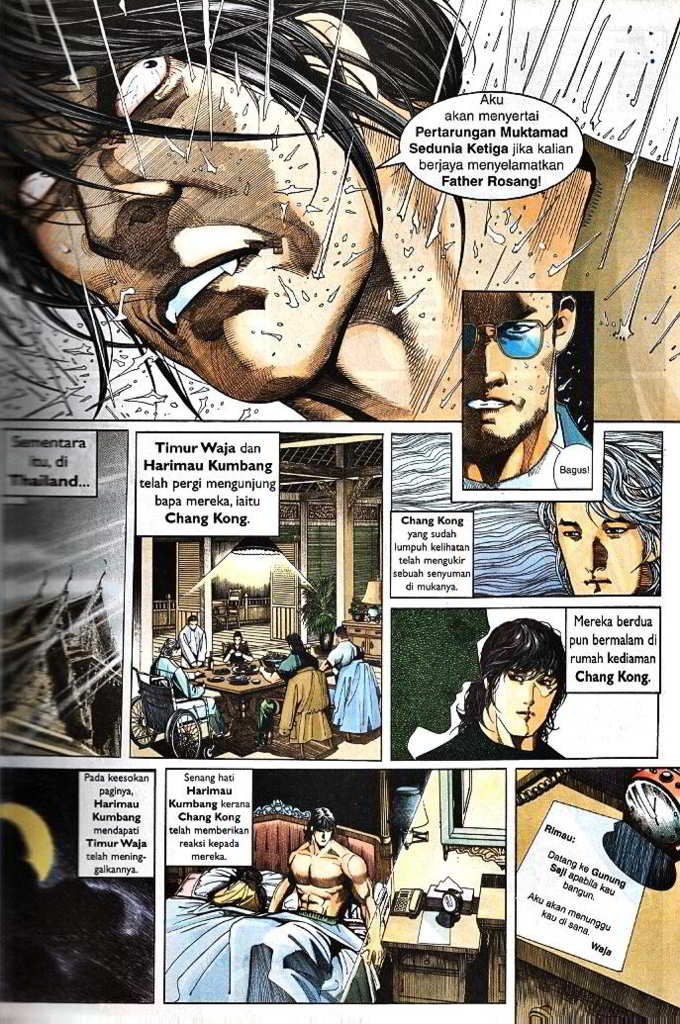 Aku
akan menyertai
Pertarungan Muktamad
Sedunia Ketiga jika kalian
berjaya menyelamatkan
Father Rosang!
Bagus!
Sementara
itu, di
Thailand...
Timur Waja dan
Harimau Kumbang
telah pergi mengunjung
bapa mereka, iaitu
Chang Kong.
Chang Kong
yang sudah
lumpuh kelihatan
telah mengukir
sebuah senyuman
di mukanya.
Mereka berdua
pun bermalam di
rumah kediaman
Chang Kong.
Pada keesokan
paginya,
Harimau
Kumbang
mendapati
Timur Waja
telah mening-
galkannya.
Senang hati
Harimau
Kumbang kerana
Chang Kong
telah memberikan
reaksi kepada
mereka.
Rimau:
Datang ke Gunung
Saji apabila kau
bangun.
Aku akan menunggu
kau di sana.
Waja